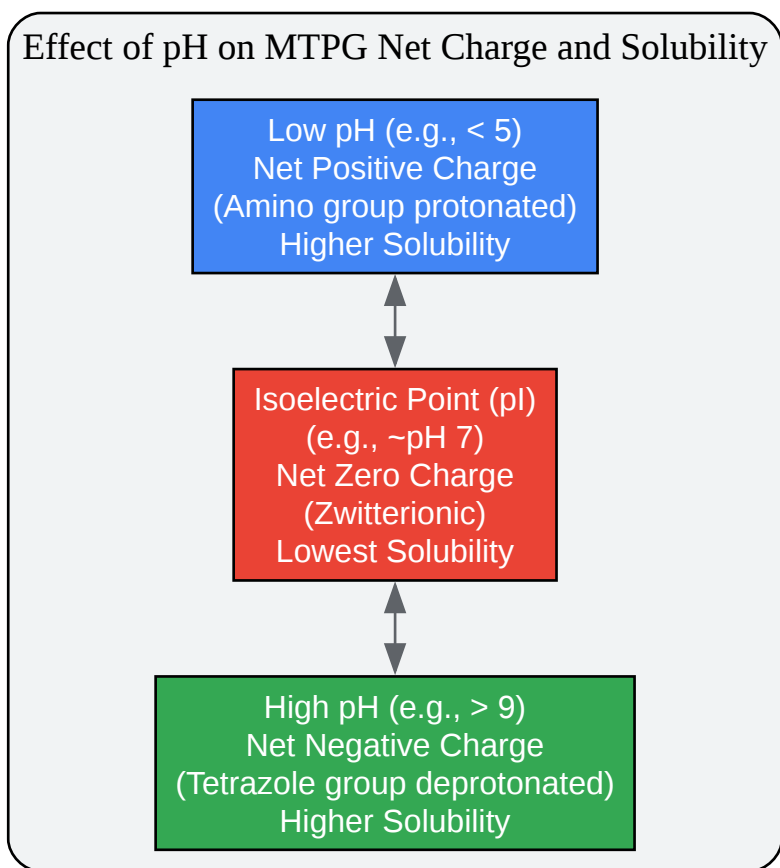 Effect of pH on MTPG Net Charge and Solubility
Low pH (e.g., < 5)
Net Positive Charge
(Amino group protonated)
Higher Solubility
Isoelectric Point (pI)
(e.g., ~pH 7)
Net Zero Charge
(Zwitterionic)
Lowest Solubility
High pH (e.g., > 9)
Net Negative Charge
(Tetrazole group deprotonated)
Higher Solubility